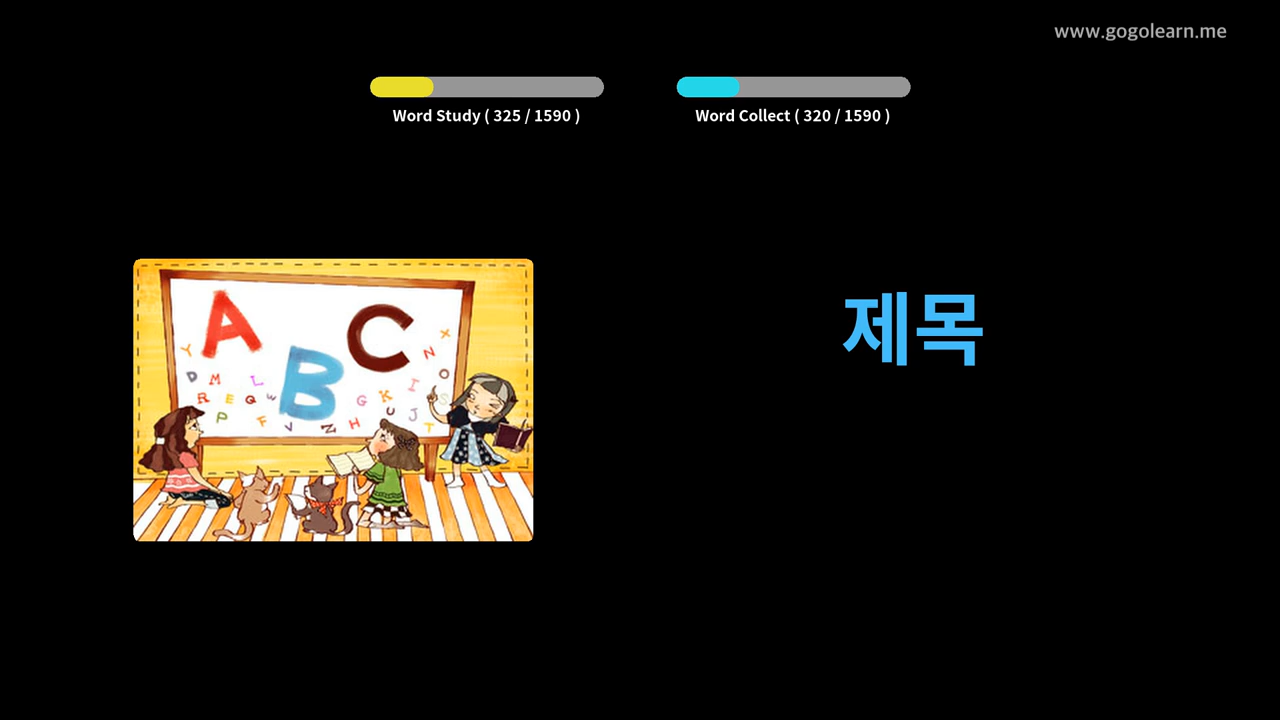 www.gogolearn.me
Word Study ( 325 / 1590 )
Word Collect ( 320 / 1590 )
A
B
C
X
Y
N
D M L
O
I
R E Q W
G K
S
P
F
V
Z
H
U
J
T
제목